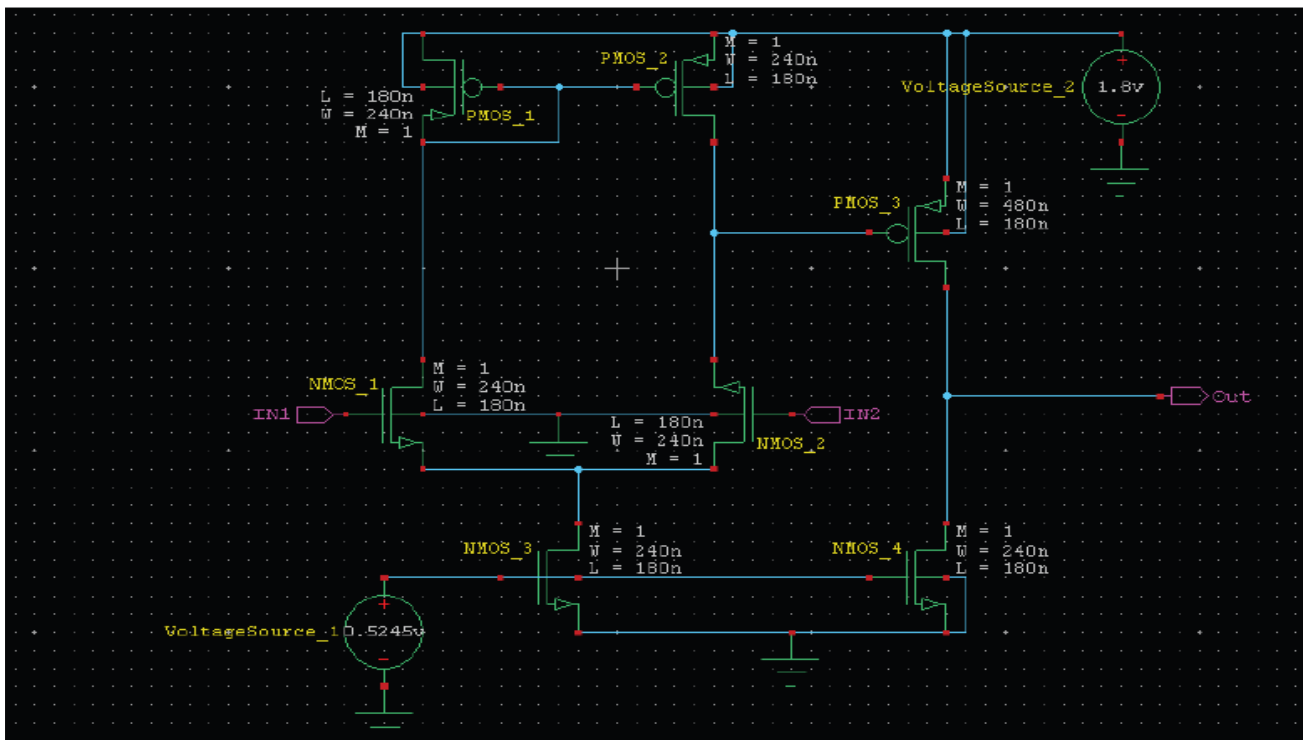 M = 1
W = 240n
L = 180n
PMOS_2
VoltageSource_2
1.8v
L = 180n
W = 240n
M = 1
PMOS_1
PMOS_3
M = 1
W = 480n
L = 180n
NMOS_1
M = 1
W = 240n
L = 180n
IN1
L = 180n
W = 240n
M = 1
IN2
NMOS_2
Out
NMOS_3
M = 1
W = 240n
L = 180n
NMOS_4
M = 1
W = 240n
L = 180n
VoltageSource_1
0.5245v